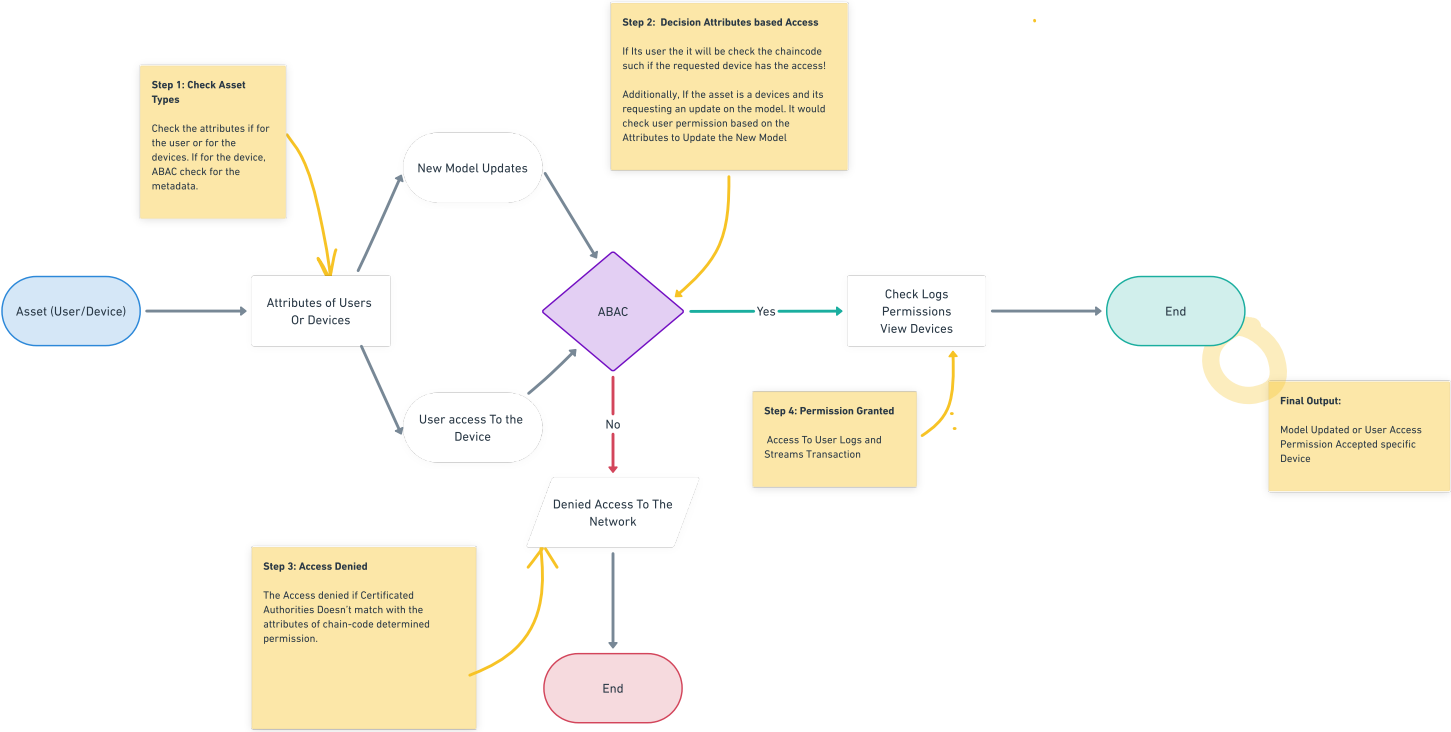 Step 1: Check Asset
Types
Check the attributes if for
the user or for the
devices. If for the device,
ABAC check for the
metadata.
Step 2:  Decision Attributes based Access
If Its user the it will be check the chaincode
such if the requested device has the access!
Additionally, If the asset is a devices and its
requesting an update on the model. It would
check user permission based on the
Attributes to Update the New Model
New Model Updates
Asset (User/Device)
Attributes of Users
Or Devices
ABAC
Yes
Check Logs
Permissions
View Devices
End
User access To the
Device
No
Step 4: Permission Granted
Access To User Logs and
Streams Transaction
Final Output:
Model Updated or User Access
Permission Accepted specific
Device
Denied Access To The
Network
Step 3: Access Denied
The Access denied if Certificated
Authorities Doesn't match with the
attributes of chain-code determined
permission.
End